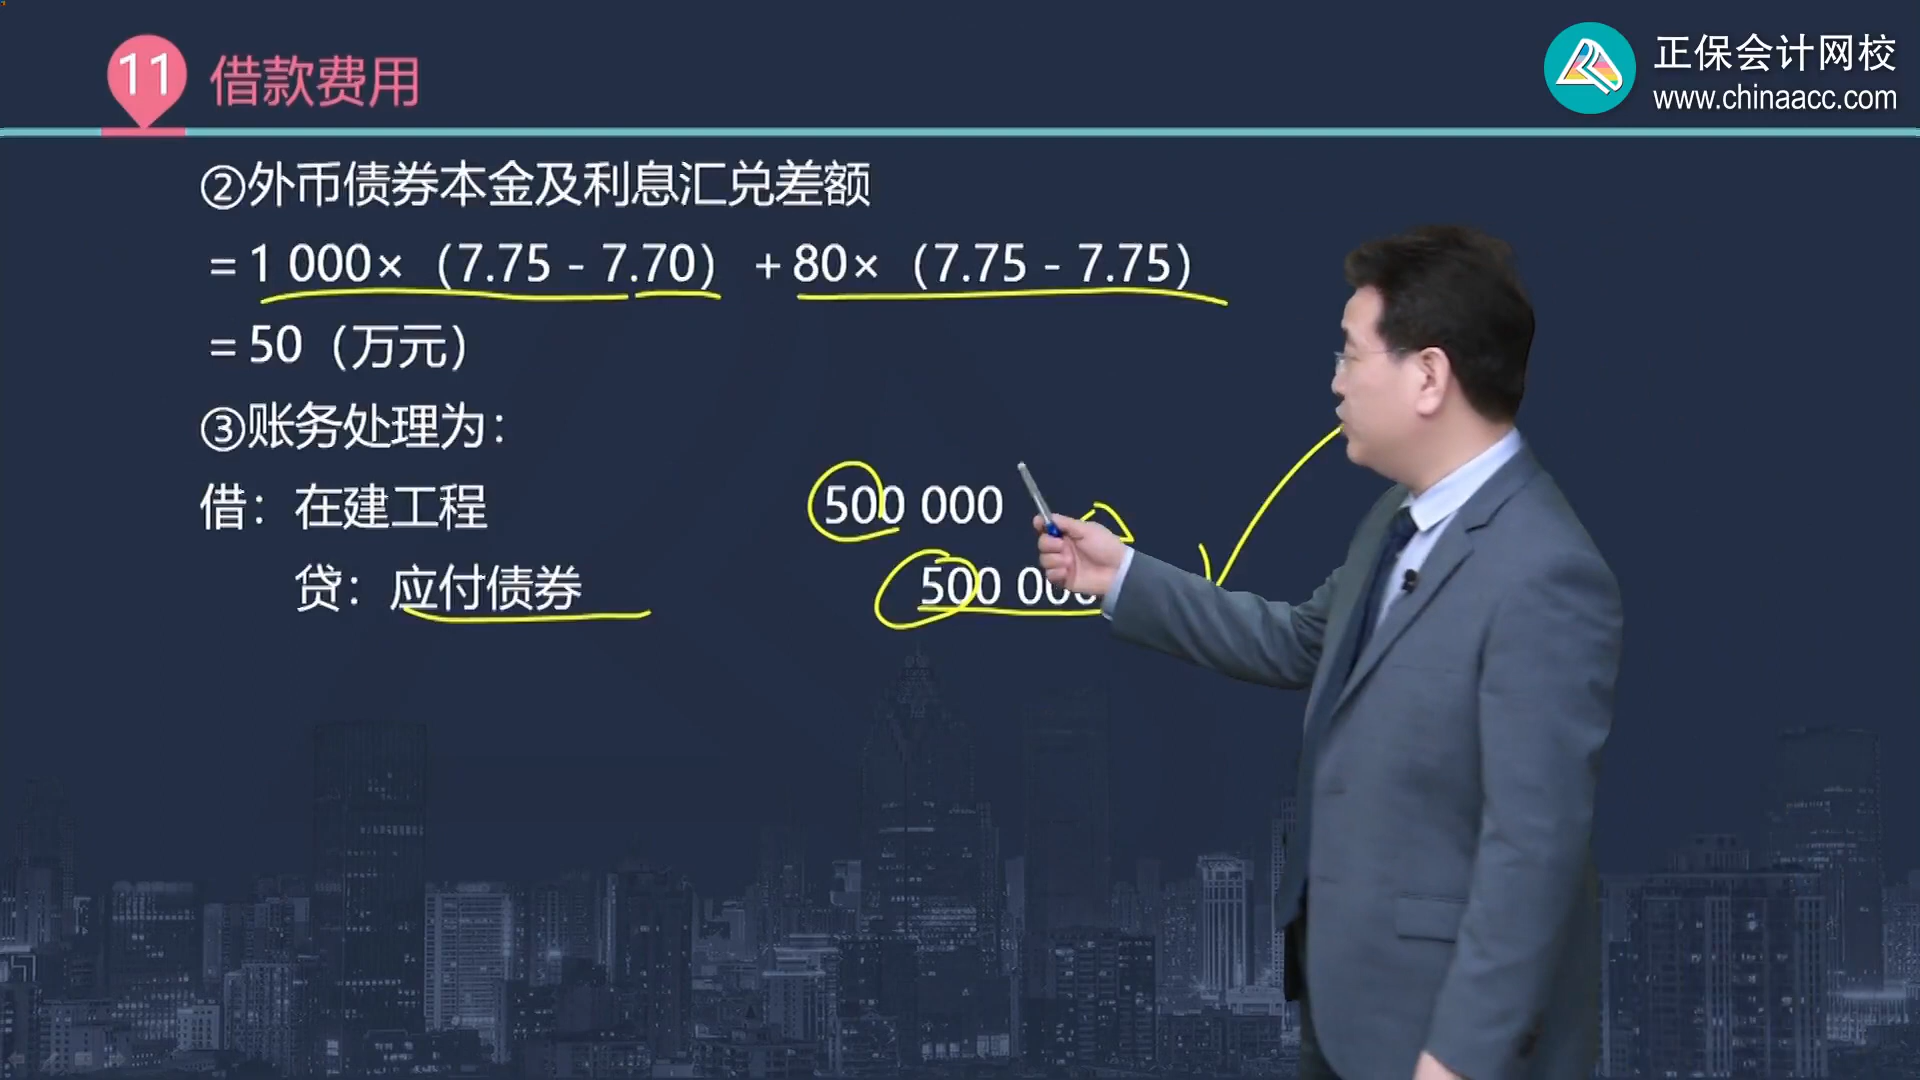 11 借款费用
正保会计网校
www.chinaacc.com
②外币债券本金及利息汇兑差额
=1 000×（7.75-7.70）+80×（7.75-7.75）
=50（万元）
③账务处理为：
借：在建工程 500 000
贷：应付债券 500 000